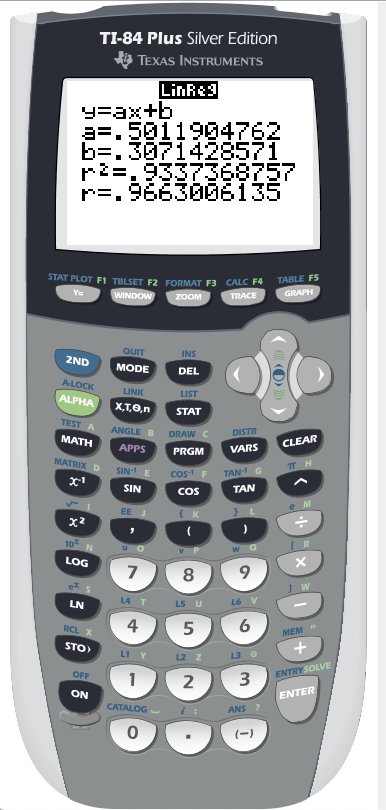 TI-84 Plus Silver Edition
TEXAS INSTRUMENTS
LinReg
y=ax+b
a=.5011904762
b=.3071428571
r²=.9337368757
r=.9663006135
STAT PLOT F1 TBLSET F2 FORMAT F3 CALC F4 TABLE F5
Y= WINDOW ZOOM TRACE GRAPH
QUIT INS
2ND MODE DEL
A-LOCK LINK LIST
ALPHA X,T,Θ,n STAT
TEST A ANGLE B DRAW C DISTR
MATH APPS PRGM VARS CLEAR
MATRIX D SIN⁻¹ E COS⁻¹ F TAN⁻¹ G π H
x⁻¹ SIN COS TAN ^
√ I EE J { K } L e M
x² , ( ) ÷
10ˣ N u O v P w Q [ R
LOG 7 8 9 ×
eˣ S L4 T L5 U L6 V ] W
LN 4 5 6 −
RCL X L1 Y L2 Z L3 θ MEM "
STO› 1 2 3 +
OFF CATALOG ⎵ i : ANS ? ENTRY SOLVE
ON 0 . (−) ENTER